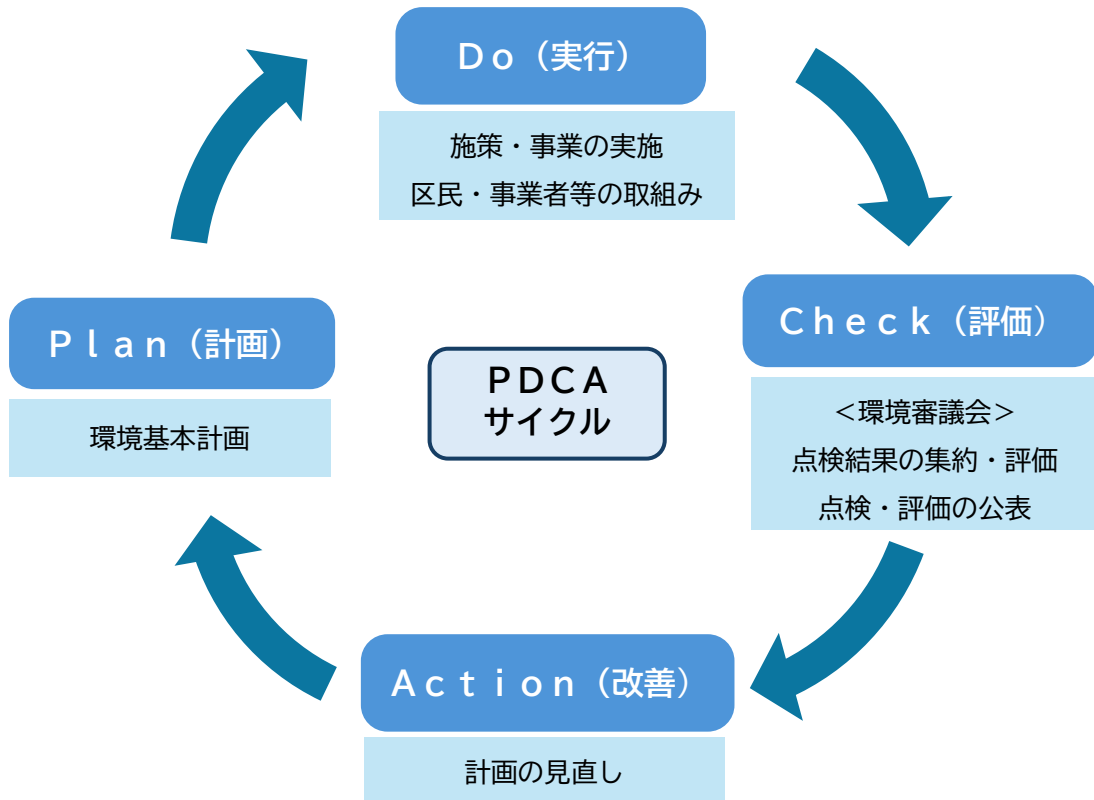 Ｄｏ（実行）
施策・事業の実施
区民・事業者等の取組み
Ｐｌａｎ（計画）
環境基本計画
ＰＤＣＡ
サイクル
Ｃｈｅｃｋ（評価）
＜環境審議会＞
点検結果の集約・評価
点検・評価の公表
Ａｃｔｉｏｎ（改善）
計画の見直し